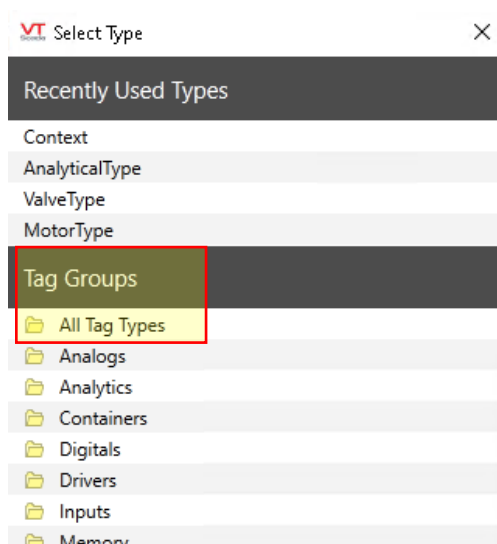 VT
Scada
Select Type
Recently Used Types
Context
AnalyticalType
ValveType
MotorType
Tag Groups
All Tag Types
Analogs
Analytics
Containers
Digitals
Drivers
Inputs
Memory